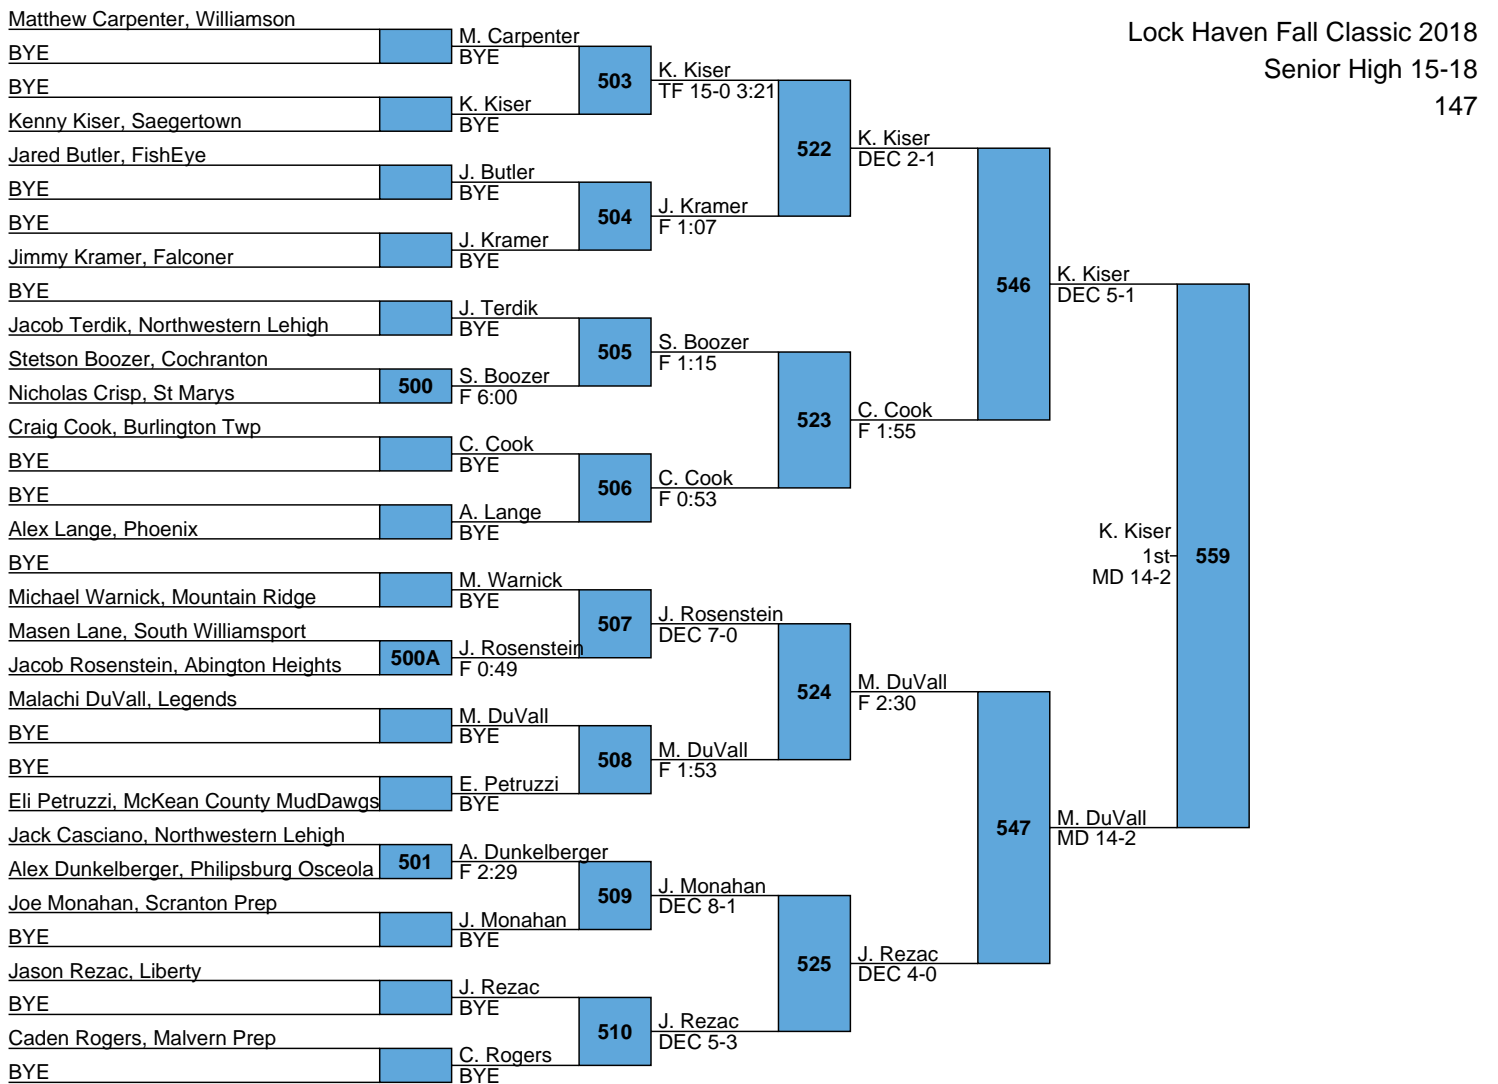 Lock Haven Fall Classic 2018
Senior High 15-18
147
Matthew Carpenter, Williamson
BYE
BYE
Kenny Kiser, Saegertown
Jared Butler, FishEye
BYE
BYE
Jimmy Kramer, Falconer
BYE
Jacob Terdik, Northwestern Lehigh
Stetson Boozer, Cochranton
Nicholas Crisp, St Marys
Craig Cook, Burlington Twp
BYE
BYE
Alex Lange, Phoenix
BYE
Michael Warnick, Mountain Ridge
Masen Lane, South Williamsport
Jacob Rosenstein, Abington Heights
Malachi DuVall, Legends
BYE
BYE
Eli Petruzzi, McKean County MudDawgs
Jack Casciano, Northwestern Lehigh
Alex Dunkelberger, Philipsburg Osceola
Joe Monahan, Scranton Prep
BYE
Jason Rezac, Liberty
BYE
Caden Rogers, Malvern Prep
BYE
500
500A
501
M. Carpenter
BYE
K. Kiser
BYE
J. Butler
BYE
J. Kramer
BYE
J. Terdik
BYE
S. Boozer
F 6:00
C. Cook
BYE
A. Lange
BYE
M. Warnick
BYE
J. Rosenstein
F 0:49
M. DuVall
BYE
E. Petruzzi
BYE
A. Dunkelberger
F 2:29
J. Monahan
BYE
J. Rezac
BYE
C. Rogers
BYE
503
504
505
506
507
508
509
510
K. Kiser
TF 15-0 3:21
J. Kramer
F 1:07
S. Boozer
F 1:15
C. Cook
F 0:53
J. Rosenstein
DEC 7-0
M. DuVall
F 1:53
J. Monahan
DEC 8-1
J. Rezac
DEC 5-3
522
523
524
525
K. Kiser
DEC 2-1
C. Cook
F 1:55
M. DuVall
F 2:30
J. Rezac
DEC 4-0
546
547
K. Kiser
DEC 5-1
M. DuVall
MD 14-2
K. Kiser
1st
MD 14-2
559